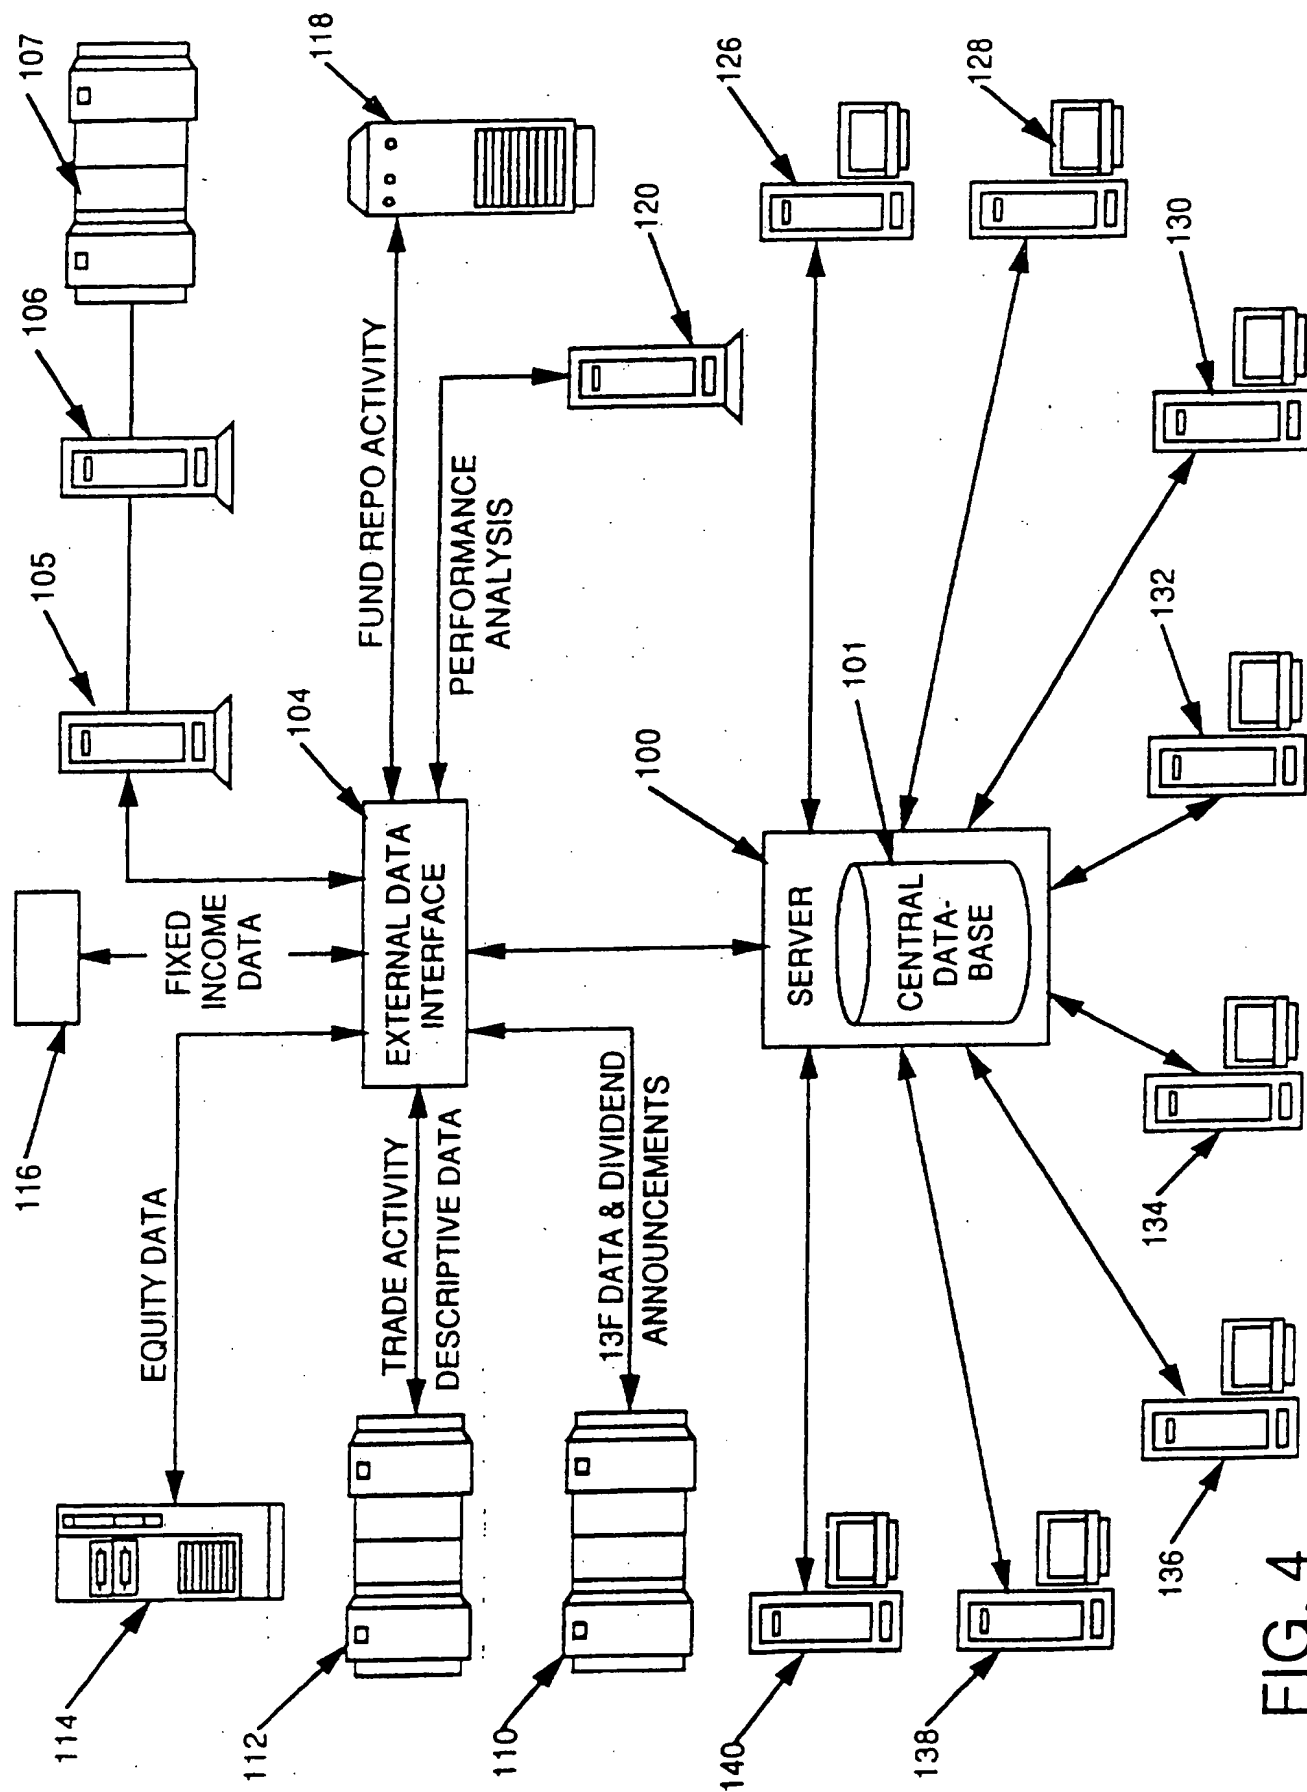 114
EQUITY DATA
116
FIXED
INCOME
DATA
105
106
107
112
TRADE ACTIVITY
DESCRIPTIVE DATA
EXTERNAL DATA
INTERFACE
104
FUND REPO ACTIVITY
118
PERFORMANCE
ANALYSIS
120
110
13F DATA & DIVIDEND
ANNOUNCEMENTS
100
SERVER
CENTRAL
DATA-
BASE
101
126
128
130
132
134
136
138
140
FIG. 4